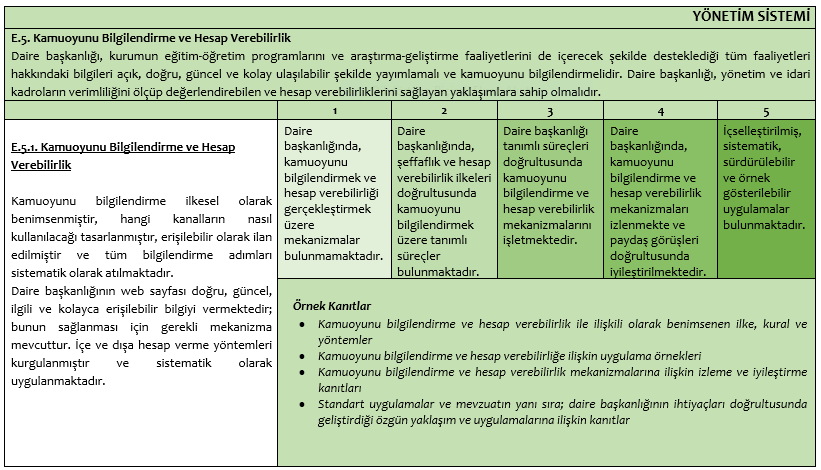 YÖNETİM SİSTEMİ
E.5. Kamuoyunu Bilgilendirme ve Hesap Verebilirlik
Daire başkanlığı, kurumun eğitim-öğretim programlarını ve araştırma-geliştirme faaliyetlerini de içerecek şekilde desteklediği tüm faaliyetleri
hakkındaki bilgileri açık, doğru, güncel ve kolay ulaşılabilir şekilde yayımlamalı ve kamuoyunu bilgilendirmelidir. Daire başkanlığı, yönetim ve idari
kadroların verimliliğini ölçüp değerlendirebilen ve hesap verebilirliklerini sağlayan yaklaşımlara sahip olmalıdır.
1 2 3 4 5
E.5.1. Kamuoyunu Bilgilendirme ve Hesap
Verebilirlik
Kamuoyunu bilgilendirme ilkesel olarak
benimsenmiştir, hangi kanalların nasıl
kullanılacağı tasarlanmıştır, erişilebilir olarak ilan
edilmiştir ve tüm bilgilendirme adımları
sistematik olarak atılmaktadır.
Daire başkanlığının web sayfası doğru, güncel,
ilgili ve kolayca erişilebilir bilgiyi vermektedir;
bunun sağlanması için gerekli mekanizma
mevcuttur. İçe ve dışa hesap verme yöntemleri
kurgulanmıştır ve sistematik olarak
uygulanmaktadır.
Daire
başkanlığında,
kamuoyunu
bilgilendirmek ve
hesap verebilirliği
gerçekleştirmek
üzere
mekanizmalar
bulunmamaktadır.
Daire
başkanlığında,
şeffaflık ve hesap
verebilirlik ilkeleri
doğrultusunda
kamuoyunu
bilgilendirmek
üzere tanımlı
süreçler
bulunmaktadır.
Daire başkanlığı
tanımlı süreçleri
doğrultusunda
kamuoyunu
bilgilendirme ve
hesap verebilirlik
mekanizmalarını
işletmektedir.
Daire
başkanlığında,
kamuoyunu
bilgilendirme ve
hesap verebilirlik
mekanizmaları
izlenmekte ve
paydaş görüşleri
doğrultusunda
iyileştirilmektedir.
İçselleştirilmiş,
sistematik,
sürdürülebilir
ve örnek
gösterilebilir
uygulamalar
bulunmaktadır.
Örnek Kanıtlar
• Kamuoyunu bilgilendirme ve hesap verebilirlik ile ilişkili olarak benimsenen ilke, kural ve
yöntemler
• Kamuoyunu bilgilendirme ve hesap verebilirliğe ilişkin uygulama örnekleri
• Kamuoyunu bilgilendirme ve hesap verebilirlik mekanizmalarına ilişkin izleme ve iyileştirme
kanıtları
• Standart uygulamalar ve mevzuatın yanı sıra; daire başkanlığının ihtiyaçları doğrultusunda
geliştirdiği özgün yaklaşım ve uygulamalarına ilişkin kanıtlar